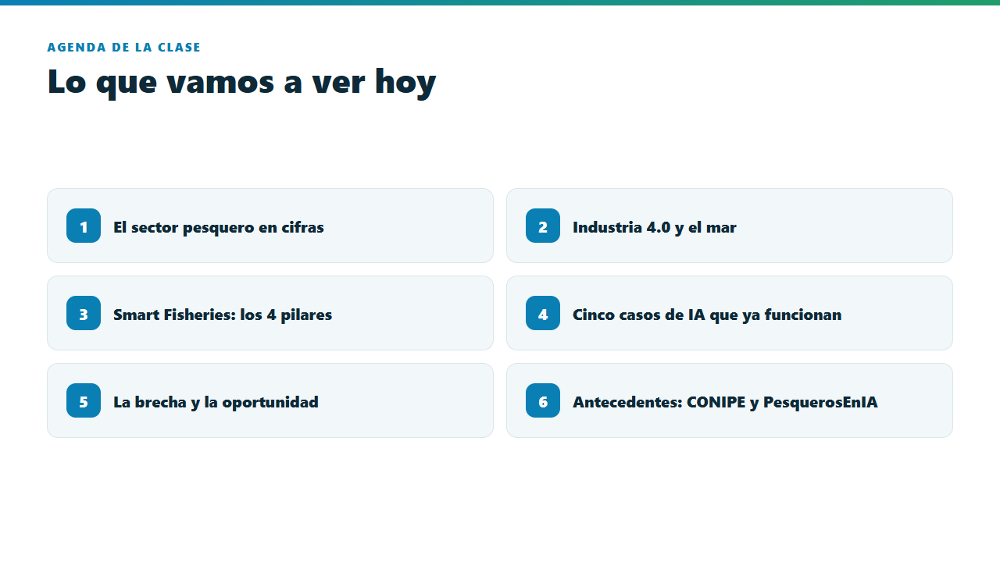 AGENDA DE LA CLASE
Lo que vamos a ver hoy
1 El sector pesquero en cifras
2 Industria 4.0 y el mar
3 Smart Fisheries: los 4 pilares
4 Cinco casos de IA que ya funcionan
5 La brecha y la oportunidad
6 Antecedentes: CONIPE y PesquerosEnIA